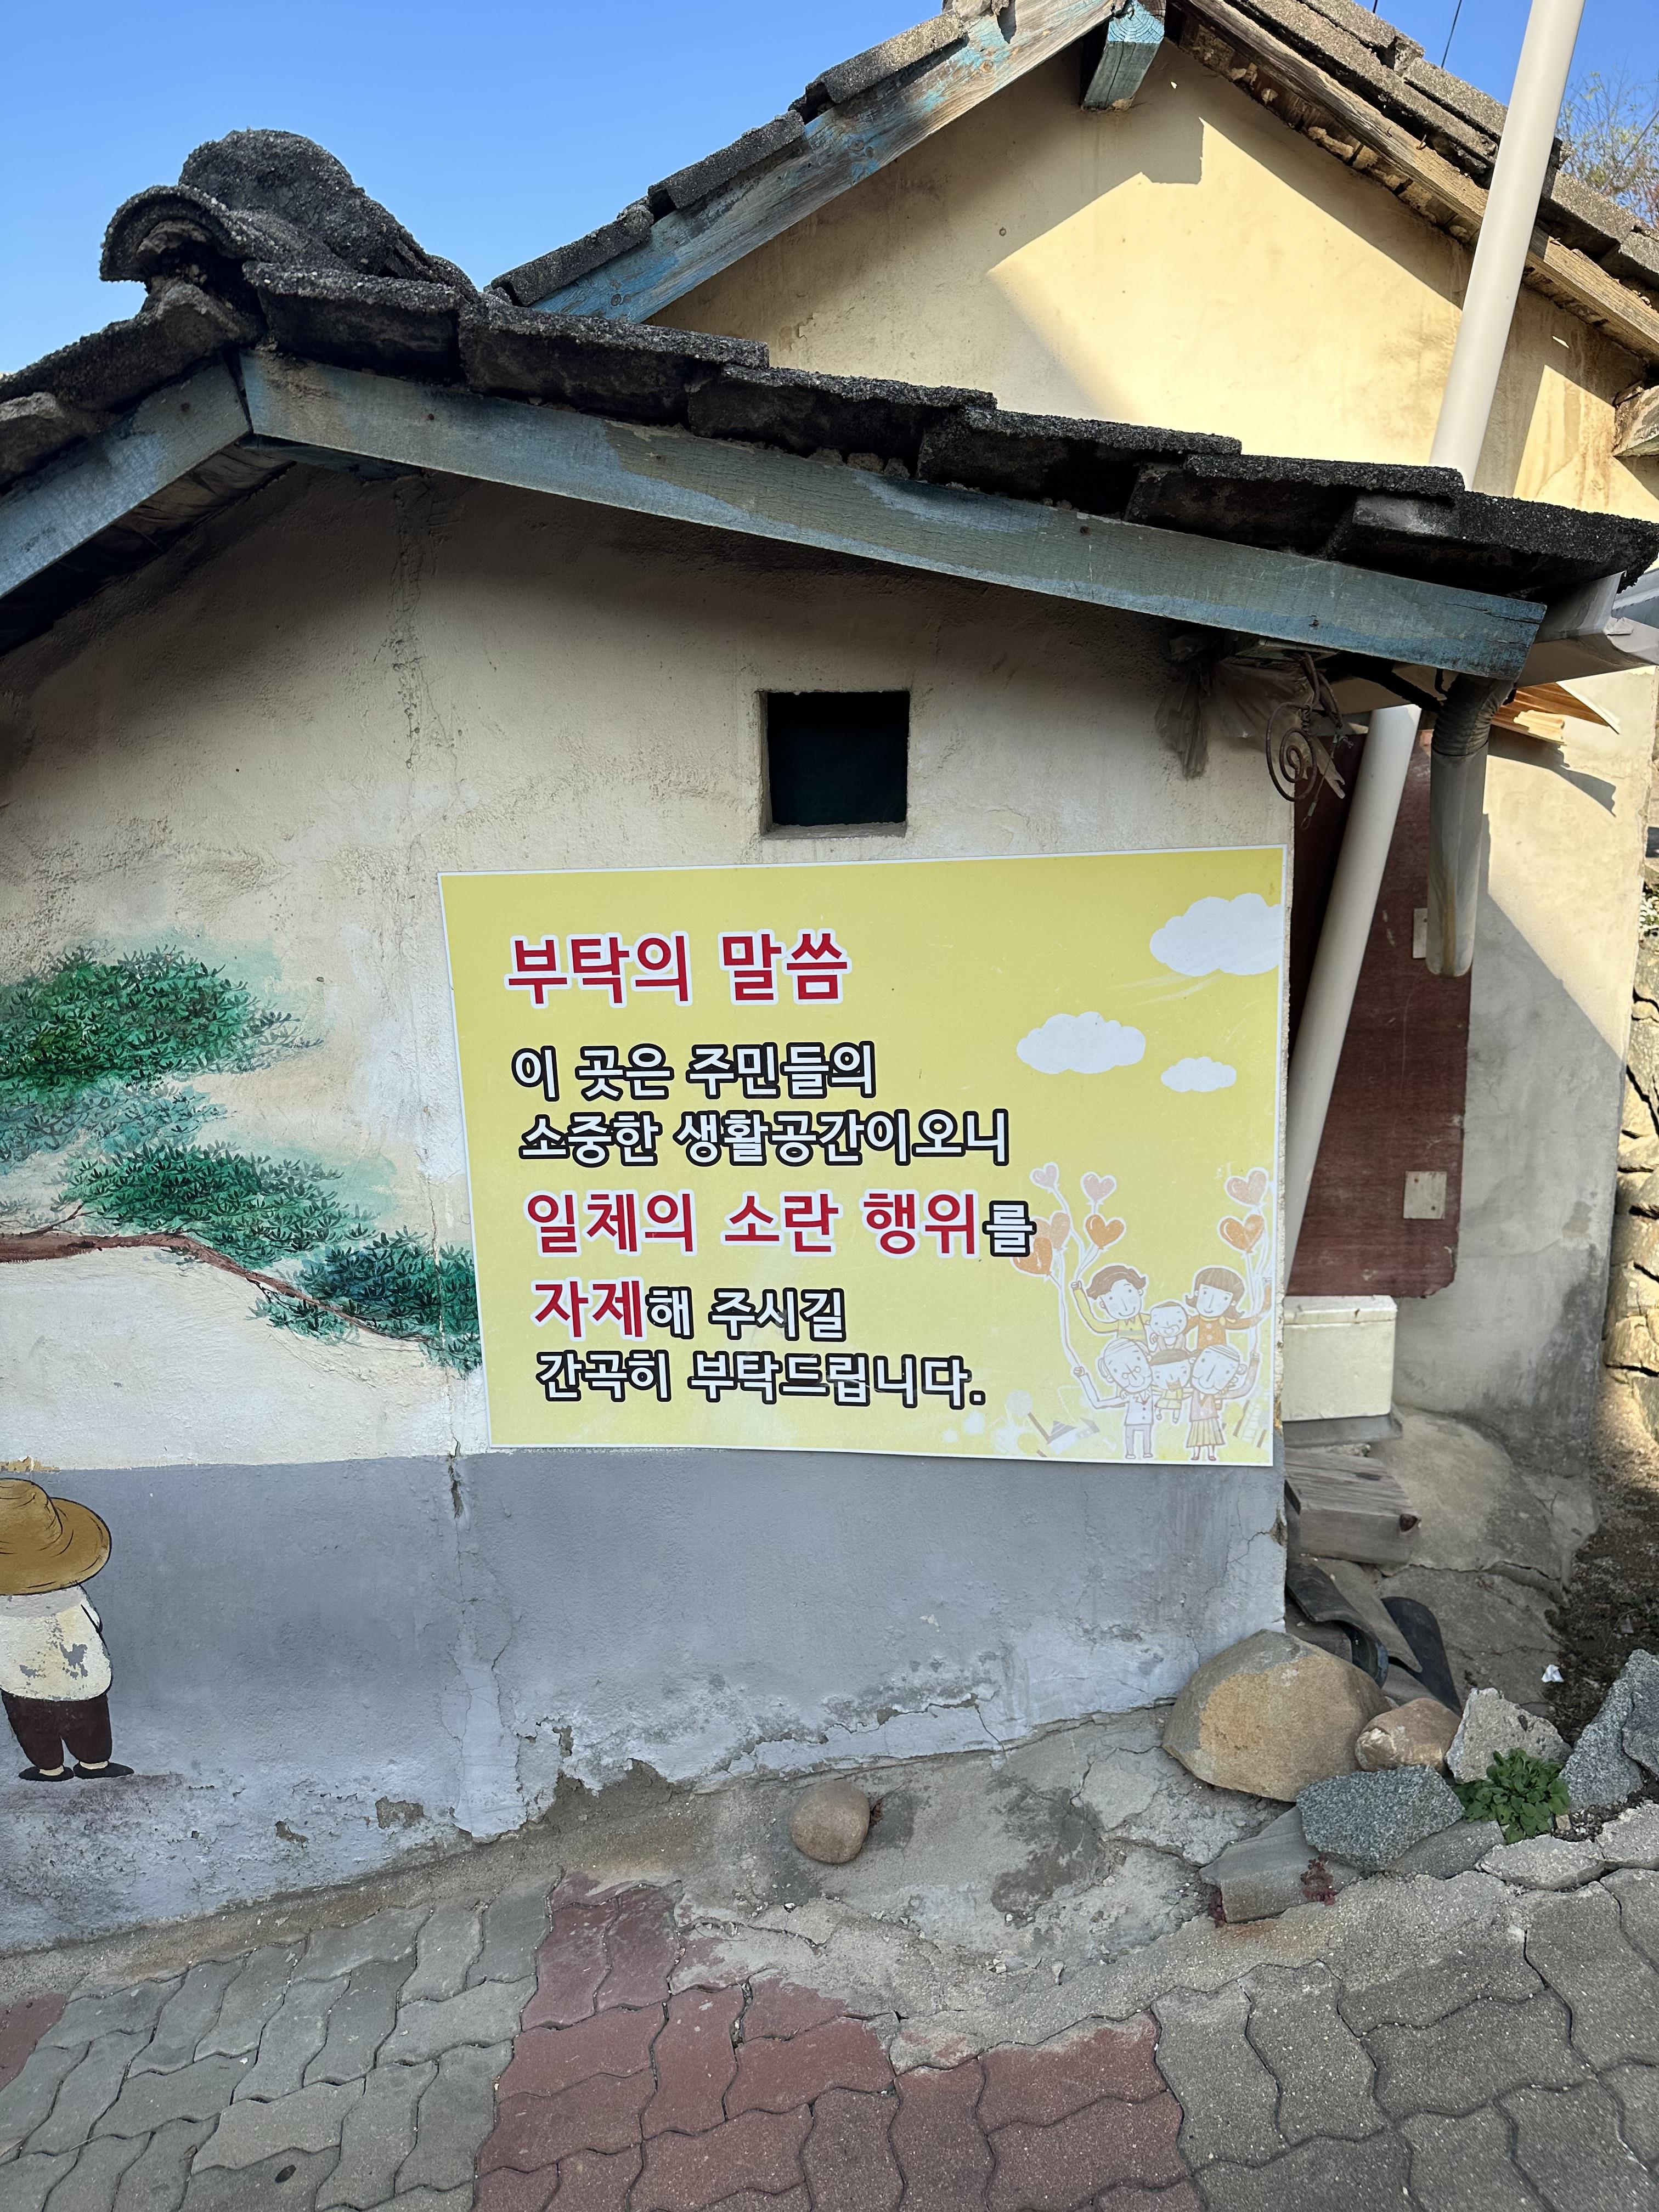 부탁의 말씀
이 곳은 주민들의
소중한 생활공간이오니
일체의 소란 행위를
자제해 주시길
간곡히 부탁드립니다.